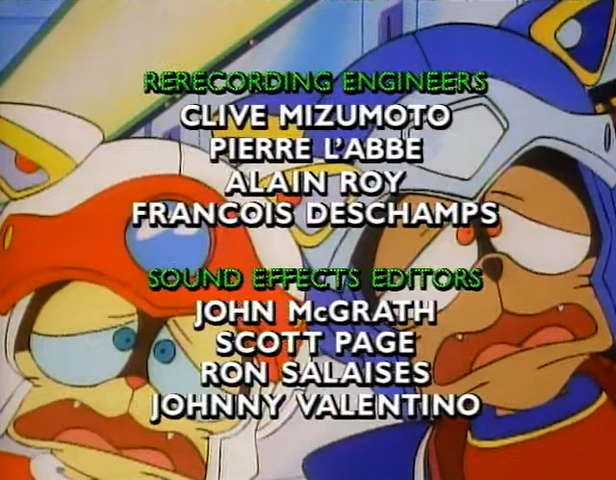 RERECORDING ENGINEERS
CLIVE MIZUMOTO
PIERRE L'ABBE
ALAIN ROY
FRANCOIS DESCHAMPS
SOUND EFFECTS EDITORS
JOHN McGRATH
SCOTT PAGE
RON SALAISES
JOHNNY VALENTINO